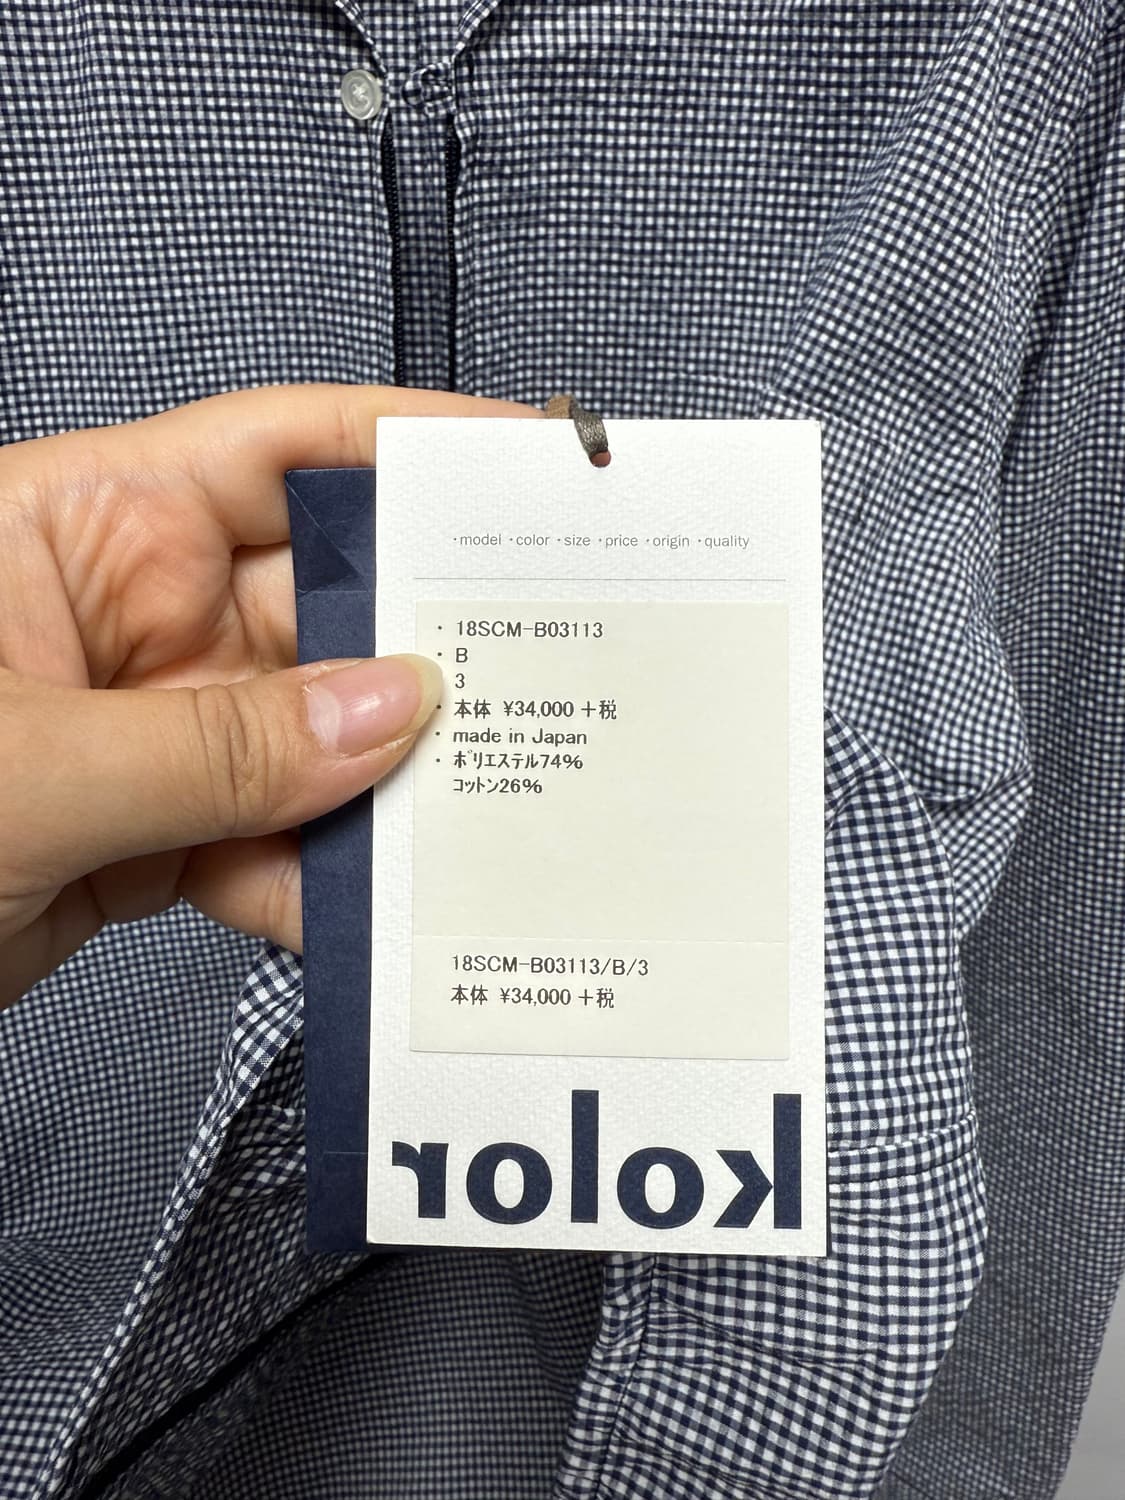 ·model ·color ·size ·price ·origin ·quality
· 18SCM-B03113
· B
3
· 本体 ¥34,000 +税
· made in Japan
· ﾎﾟﾘｴｽﾃﾙ74%
ｺｯﾄﾝ26%
18SCM-B03113/B/3
本体 ¥34,000 +税
kolor